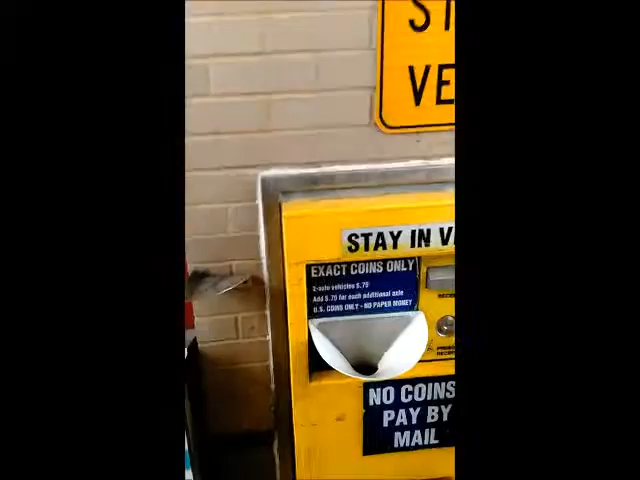 ST
VE
STAY IN V
EXACT COINS ONLY
2-axle vehicles $.75
Add $.75 for each additional axle
U.S. COINS ONLY - NO PAPER MONEY
NO COINS
PAY BY
MAIL